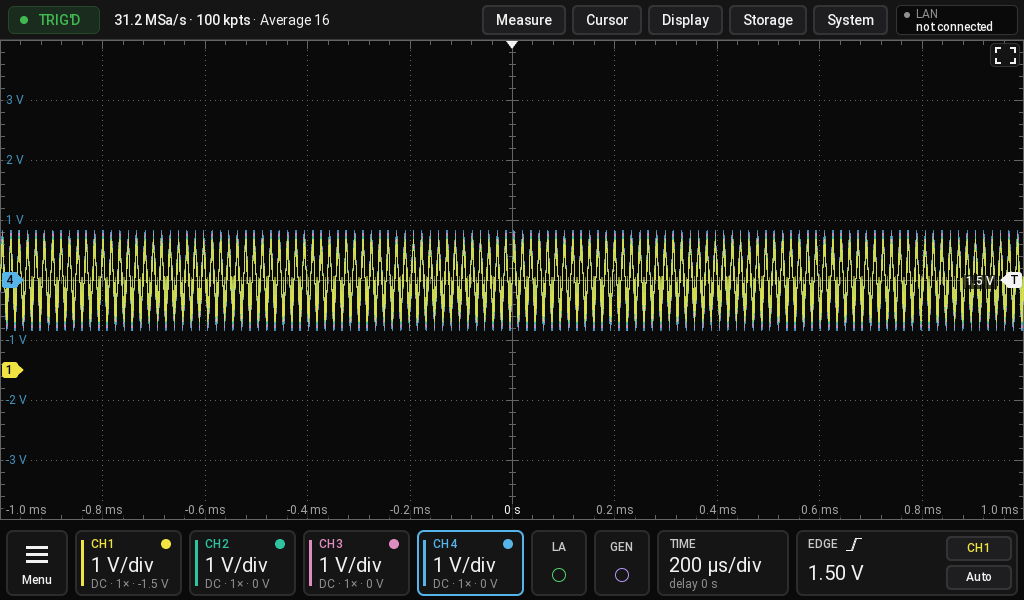 TRIG'D
31.2 MSa/s · 100 kpts · Average 16
Measure
Cursor
Display
Storage
System
LAN
not connected
3 V
2 V
1 V
4
1.5 V
T
-1 V
1
-2 V
-3 V
-1.0 ms
-0.8 ms
-0.6 ms
-0.4 ms
-0.2 ms
0 s
0.2 ms
0.4 ms
0.6 ms
0.8 ms
1.0 ms
Menu
CH1
1 V/div
DC · 1× · -1.5 V
CH2
1 V/div
DC · 1× · 0 V
CH3
1 V/div
DC · 1× · 0 V
CH4
1 V/div
DC · 1× · 0 V
LA
GEN
TIME
200 µs/div
delay 0 s
EDGE
1.50 V
CH1
Auto